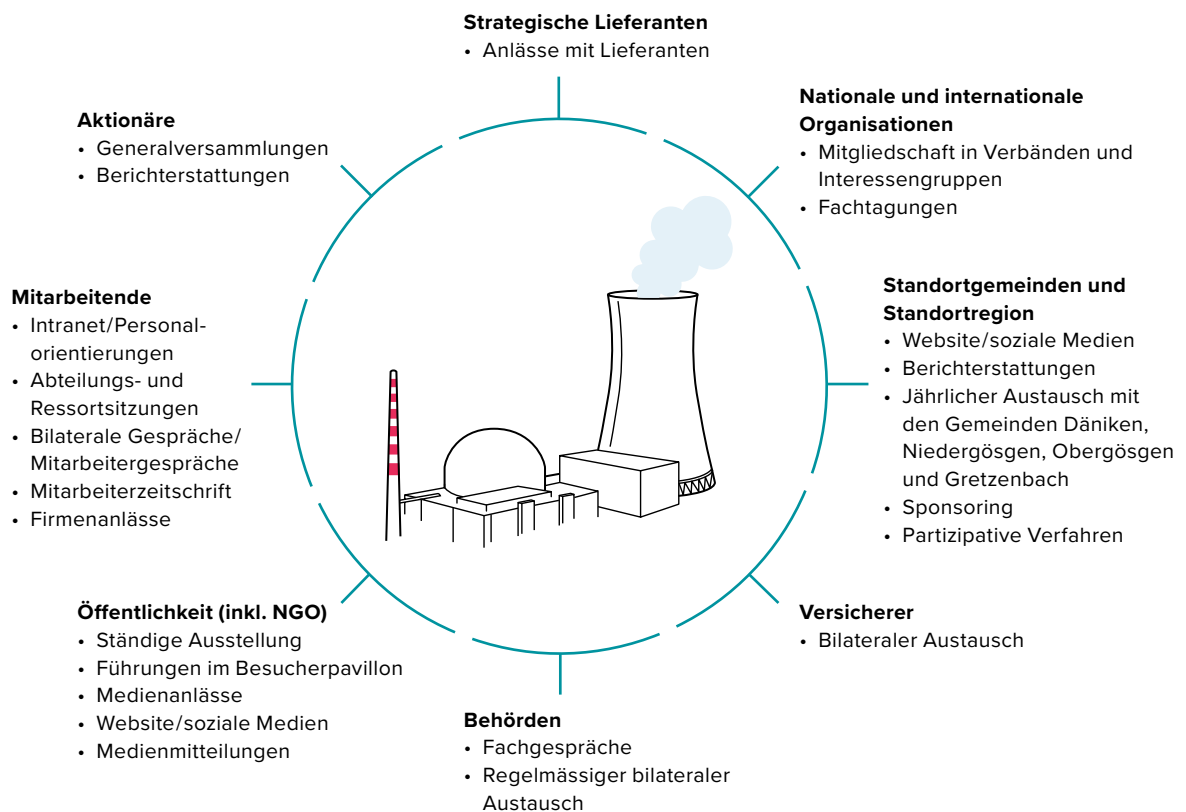 Strategische Lieferanten
• Anlässe mit Lieferanten
Nationale und internationale
Organisationen
• Mitgliedschaft in Verbänden und
Interessengruppen
• Fachtagungen
Standortgemeinden und
Standortregion
• Website/soziale Medien
• Berichterstattungen
• Jährlicher Austausch mit
den Gemeinden Däniken,
Niedergösgen, Obergösgen
und Gretzenbach
• Sponsoring
• Partizipative Verfahren
Versicherer
• Bilateraler Austausch
Behörden
• Fachgespräche
• Regelmässiger bilateraler
Austausch
Öffentlichkeit (inkl. NGO)
• Ständige Ausstellung
• Führungen im Besucherpavillon
• Medienanlässe
• Website/soziale Medien
• Medienmitteilungen
Mitarbeitende
• Intranet/Personal-
orientierungen
• Abteilungs- und
Ressortsitzungen
• Bilaterale Gespräche/
Mitarbeitergespräche
• Mitarbeiterzeitschrift
• Firmenanlässe
Aktionäre
• Generalversammlungen
• Berichterstattungen